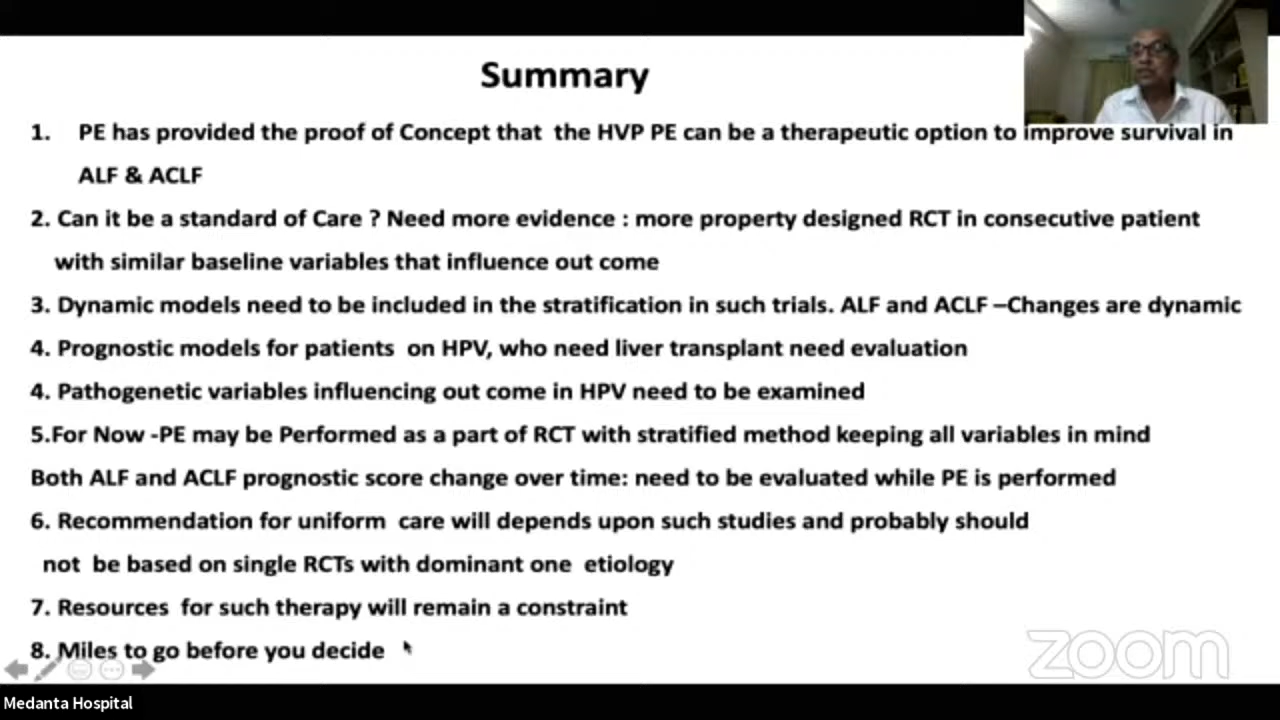 Summary
1. PE has provided the proof of Concept that the HVP PE can be a therapeutic option to improve survival in
ALF & ACLF
2. Can it be a standard of Care ? Need more evidence : more property designed RCT in consecutive patient
with similar baseline variables that influence out come
3. Dynamic models need to be included in the stratification in such trials. ALF and ACLF –Changes are dynamic
4. Prognostic models for patients on HPV, who need liver transplant need evaluation
4. Pathogenetic variables influencing out come in HPV need to be examined
5.For Now -PE may be Performed as a part of RCT with stratified method keeping all variables in mind
Both ALF and ACLF prognostic score change over time: need to be evaluated while PE is performed
6. Recommendation for uniform care will depends upon such studies and probably should
not be based on single RCTs with dominant one etiology
7. Resources for such therapy will remain a constraint
8. Miles to go before you decide
zoom
Medanta Hospital